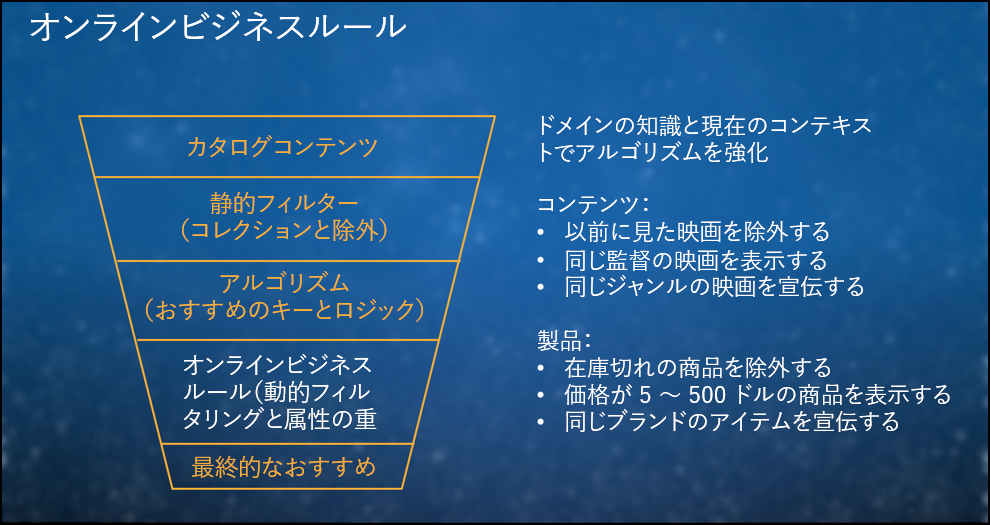 オンラインビジネスルール
カタログコンテンツ
静的フィルター
（コレクションと除外）
アルゴリズム
（おすすめのキーとロジック）
オンラインビジネス
ルール（動的フィル
タリングと属性の重
最終的なおすすめ
ドメインの知識と現在のコンテキス
トでアルゴリズムを強化
コンテンツ：
• 以前に見た映画を除外する
• 同じ監督の映画を表示する
• 同じジャンルの映画を宣伝する
製品：
• 在庫切れの商品を除外する
• 価格が 5 ～ 500 ドルの商品を表示する
• 同じブランドのアイテムを宣伝する